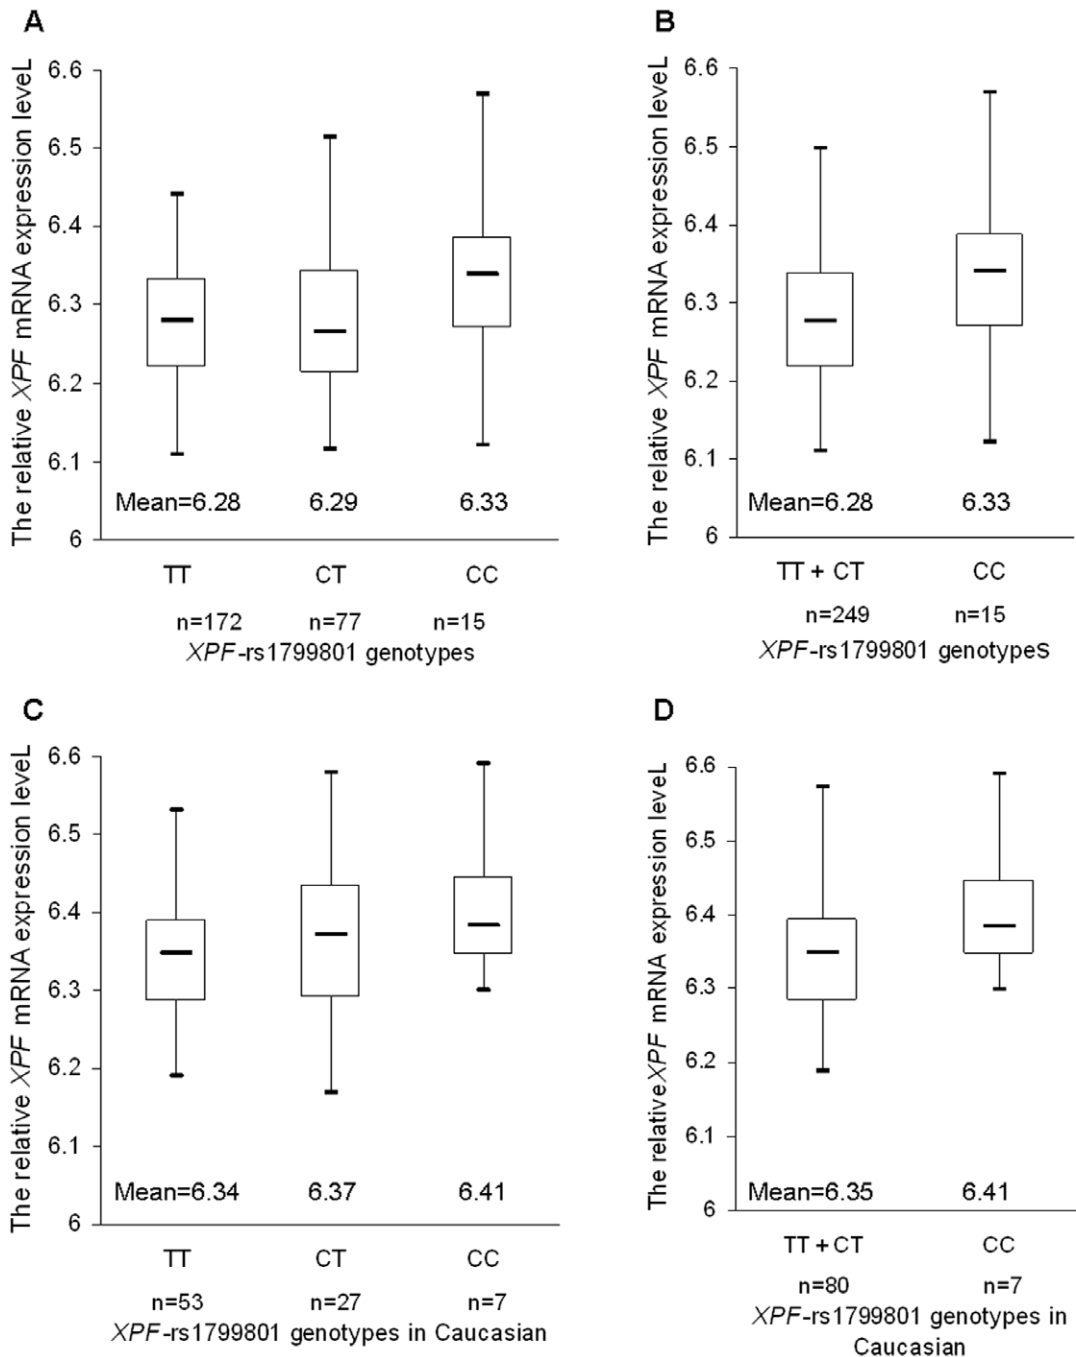 A
The relative XPF mRNA expression leveL
6.6
6.5
6.4
6.3
6.2
6.1
6
Mean=6.28 6.29 6.33
TT CT CC
n=172 n=77 n=15
XPF-rs1799801 genotypes
B
The relative XPF mRNA expression leveL
6.6
6.5
6.4
6.3
6.2
6.1
6
Mean=6.28 6.33
TT + CT CC
n=249 n=15
XPF-rs1799801 genotypeS
C
The relative XPF mRNA expression leveL
6.6
6.5
6.4
6.3
6.2
6.1
6
Mean=6.34 6.37 6.41
TT CT CC
n=53 n=27 n=7
XPF-rs1799801 genotypes in Caucasian
D
The relativeXPF mRNA expression leveL
6.6
6.5
6.4
6.3
6.2
6.1
6
Mean=6.35 6.41
TT + CT CC
n=80 n=7
XPF-rs1799801 genotypes in
Caucasian